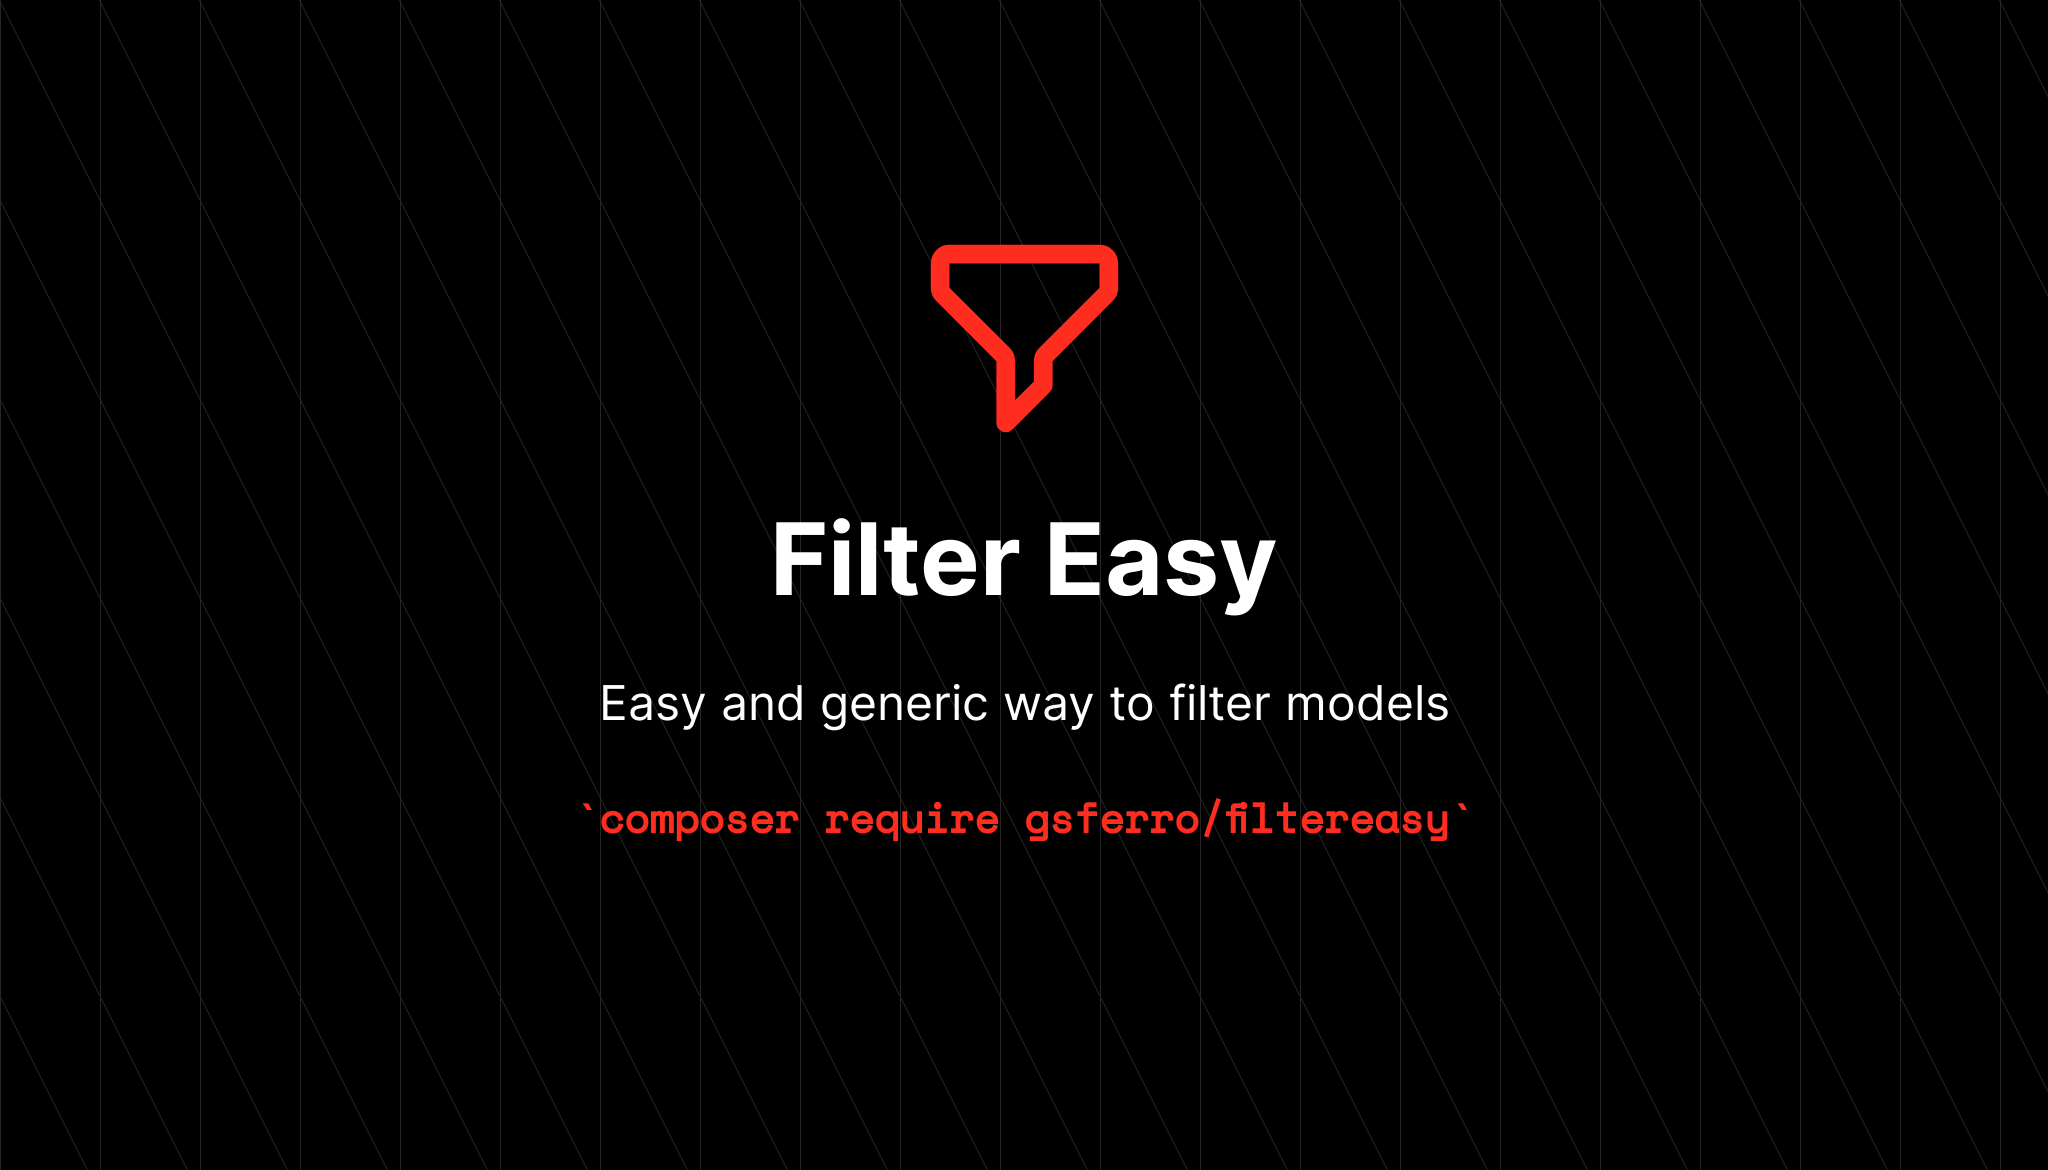 Filter Easy
Easy and generic way to filter models
`composer require gsferro/filtereasy`